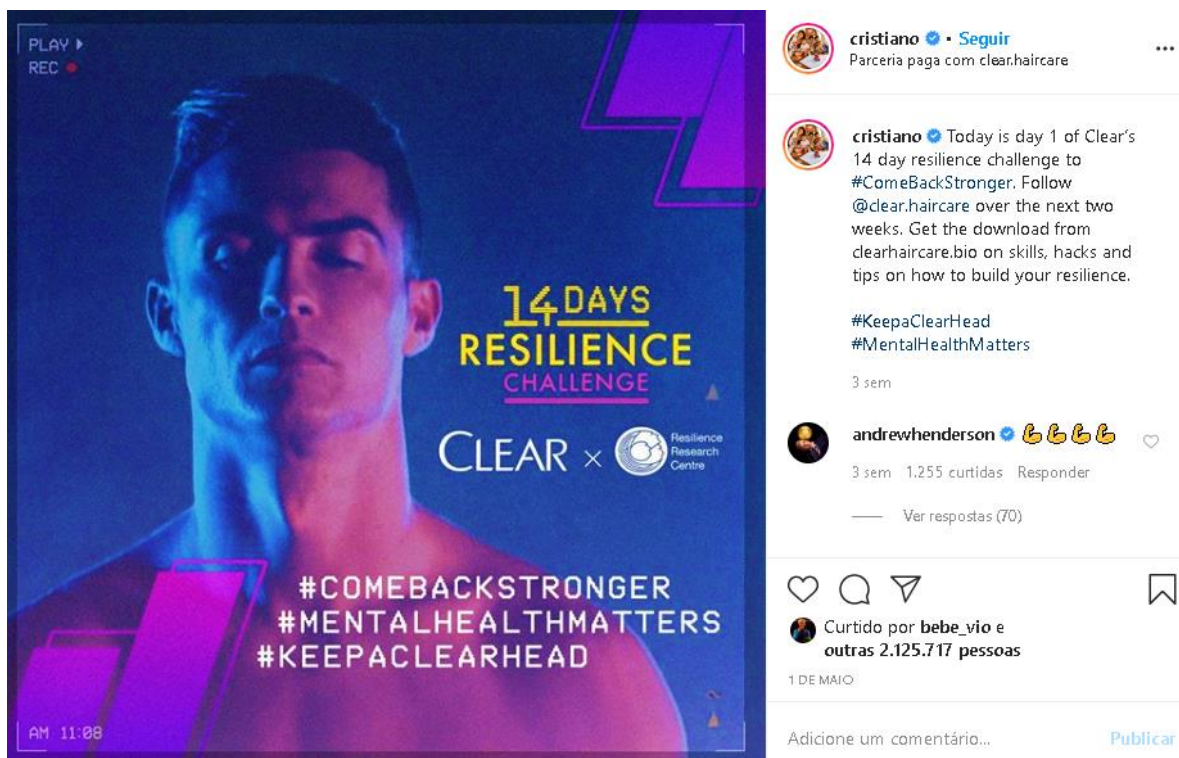 PLAY
REC
14 DAYS
RESILIENCE
CHALLENGE
CLEAR × Resilience
Research
Centre
#COMEBACKSTRONGER
#MENTALHEALTHMATTERS
#KEEPACLEARHEAD
AM 11:08
cristiano • Seguir
Parceria paga com clear.haircare
cristiano Today is day 1 of Clear's
14 day resilience challenge to
#ComeBackStronger. Follow
@clear.haircare over the next two
weeks. Get the download from
clearhaircare.bio on skills, hacks and
tips on how to build your resilience.
#KeepaClearHead
#MentalHealthMatters
3 sem
andrewhenderson 💪💪💪💪
3 sem 1.255 curtidas Responder
Ver respostas (70)
Curtido por bebe_vio e
outras 2.125.717 pessoas
1 DE MAIO
Adicione um comentário... Publicar